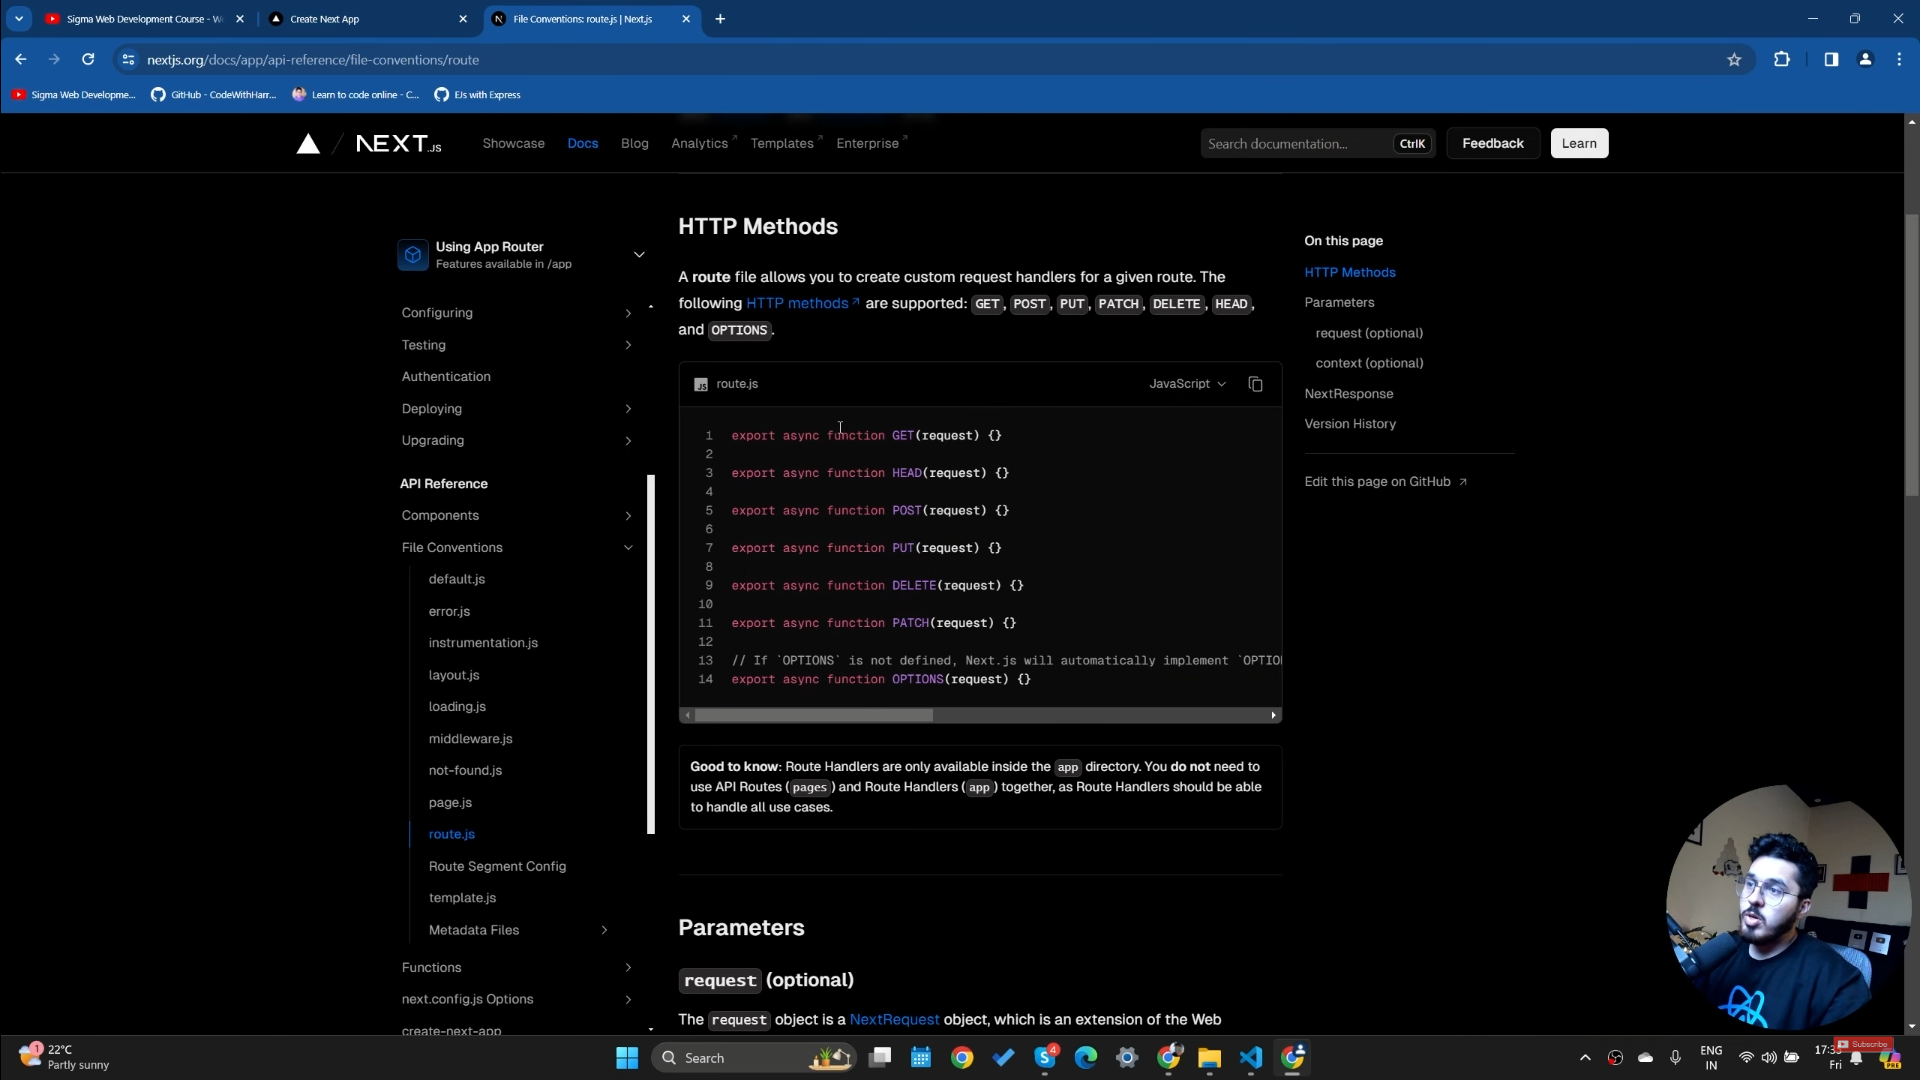 Sigma Web Development Course - W
Create Next App
File Conventions: route.js | Next.js
nextjs.org/docs/app/api-reference/file-conventions/route
Sigma Web Developme...
GitHub - CodeWithHarr...
Learn to code online - C...
EJs with Express
NEXT.JS
Showcase
Docs
Blog
Analytics
Templates
Enterprise
Search documentation...
CtrlK
Feedback
Learn
Using App Router
Features available in /app
Configuring
Testing
Authentication
Deploying
Upgrading
API Reference
Components
File Conventions
default.js
error.js
instrumentation.js
layout.js
loading.js
middleware.js
not-found.js
page.js
route.js
Route Segment Config
template.js
Metadata Files
Functions
next.config.js Options
create-next-app
HTTP Methods
A route file allows you to create custom request handlers for a given route. The
following HTTP methods are supported: GET, POST, PUT, PATCH, DELETE, HEAD,
and OPTIONS.
JS route.js
JavaScript
1 export async function GET(request) {}
2
3 export async function HEAD(request) {}
4
5 export async function POST(request) {}
6
7 export async function PUT(request) {}
8
9 export async function DELETE(request) {}
10
11 export async function PATCH(request) {}
12
13 // If `OPTIONS` is not defined, Next.js will automatically implement `OPTIO
14 export async function OPTIONS(request) {}
Good to know: Route Handlers are only available inside the app directory. You do not need to
use API Routes (pages) and Route Handlers (app) together, as Route Handlers should be able
to handle all use cases.
Parameters
request (optional)
The request object is a NextRequest object, which is an extension of the Web
On this page
HTTP Methods
Parameters
request (optional)
context (optional)
NextResponse
Version History
Edit this page on GitHub
Subscribe
1
22°C
Partly sunny
Search
4
ENG
IN
17:3
Fri
PRE